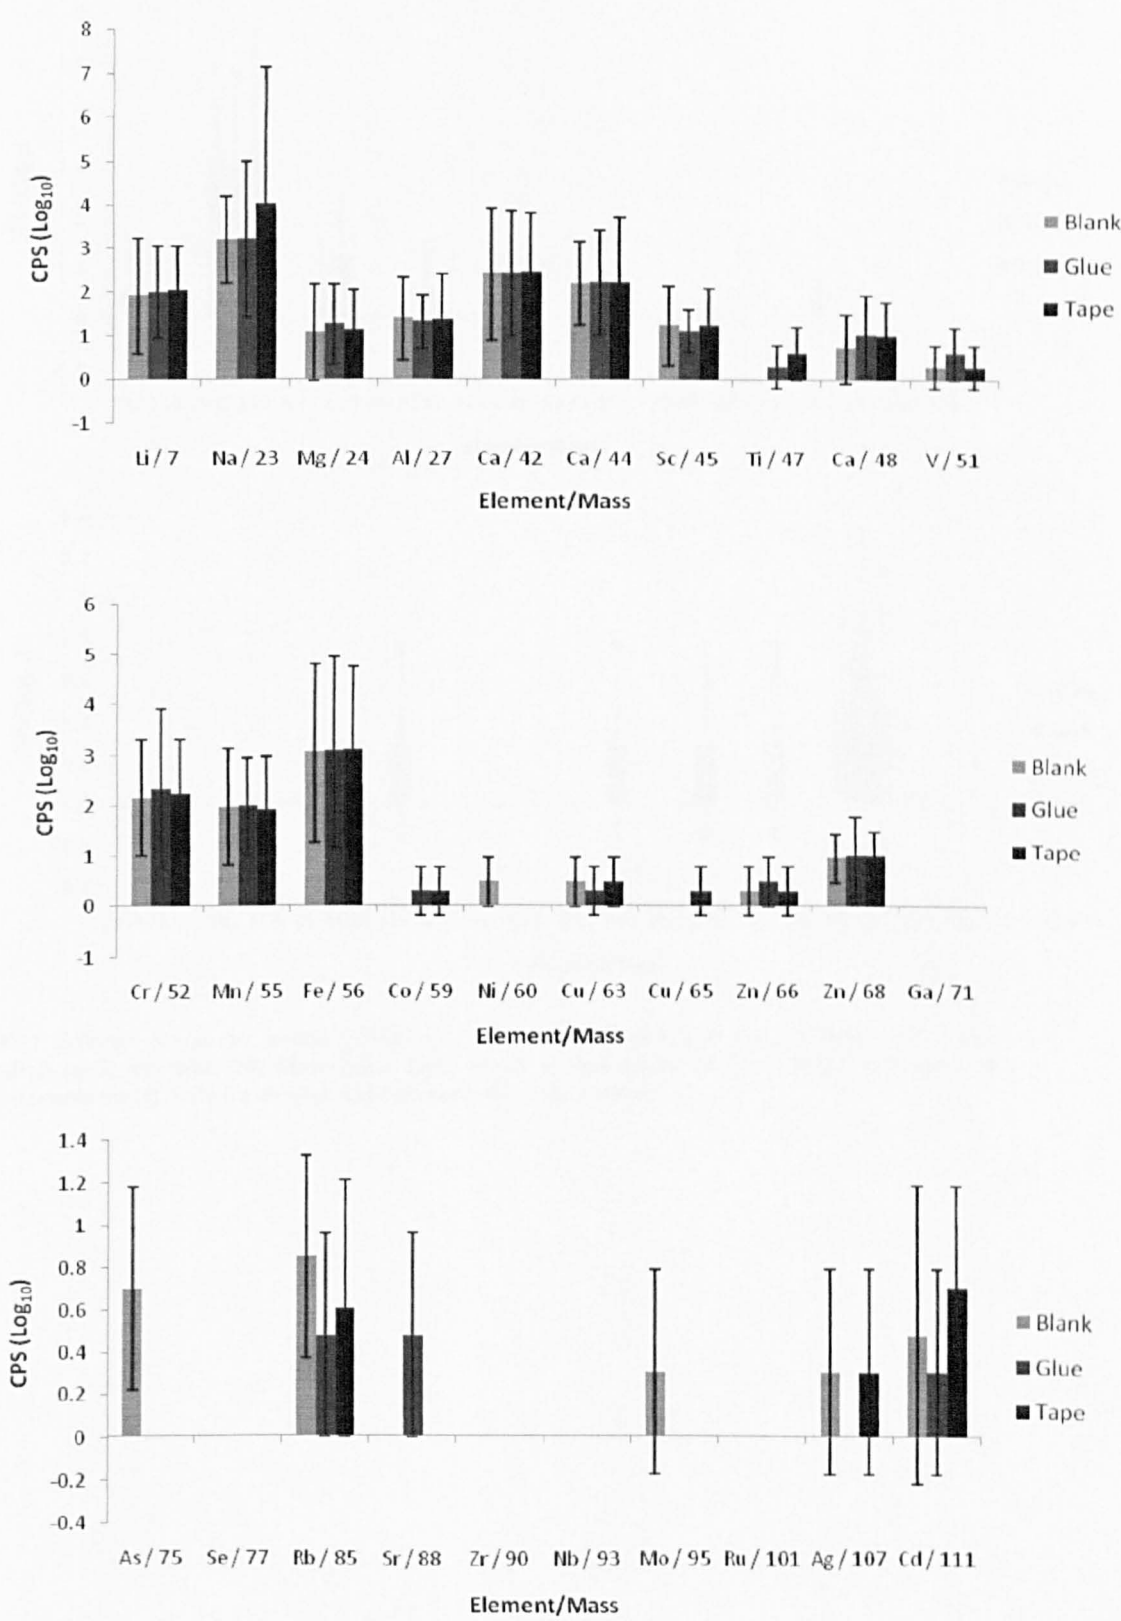 8
7
6
5
4
3
2
1
0
-1
CPS (Log10)
Blank
Glue
Tape
Li / 7 Na / 23 Mg / 24 Al / 27 Ca / 42 Ca / 44 Sc / 45 Ti / 47 Ca / 48 V / 51
Element/Mass
6
5
4
3
2
1
0
-1
CPS (Log10)
Blank
Glue
Tape
Cr / 52 Mn / 55 Fe / 56 Co / 59 Ni / 60 Cu / 63 Cu / 65 Zn / 66 Zn / 68 Ga / 71
Element/Mass
1.4
1.2
1
0.8
0.6
0.4
0.2
0
-0.2
-0.4
CPS (Log10)
Blank
Glue
Tape
As / 75 Se / 77 Rb / 85 Sr / 88 Zr / 90 Nb / 93 Mo / 95 Ru / 101 Ag / 107 Cd / 111
Element/Mass